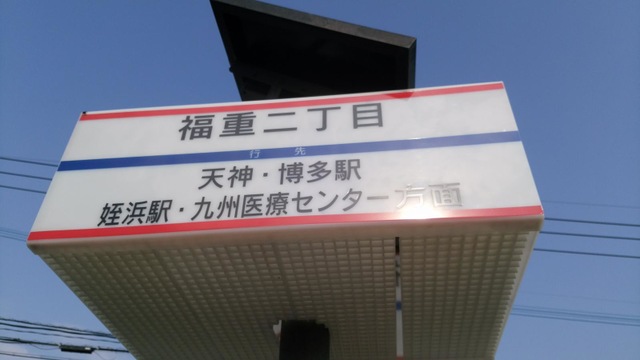 福重二丁目
行先
天神・博多駅
姪浜駅・九州医療センター方面